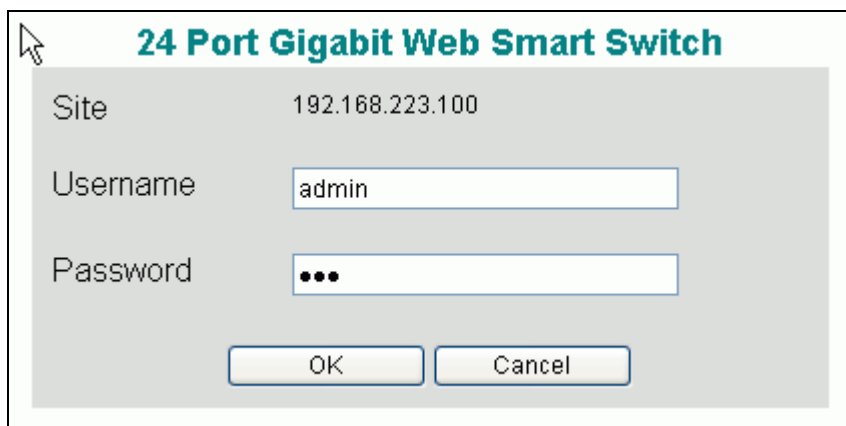 24 Port Gigabit Web Smart Switch
Site 192.168.223.100
Username admin
Password •••
OK Cancel